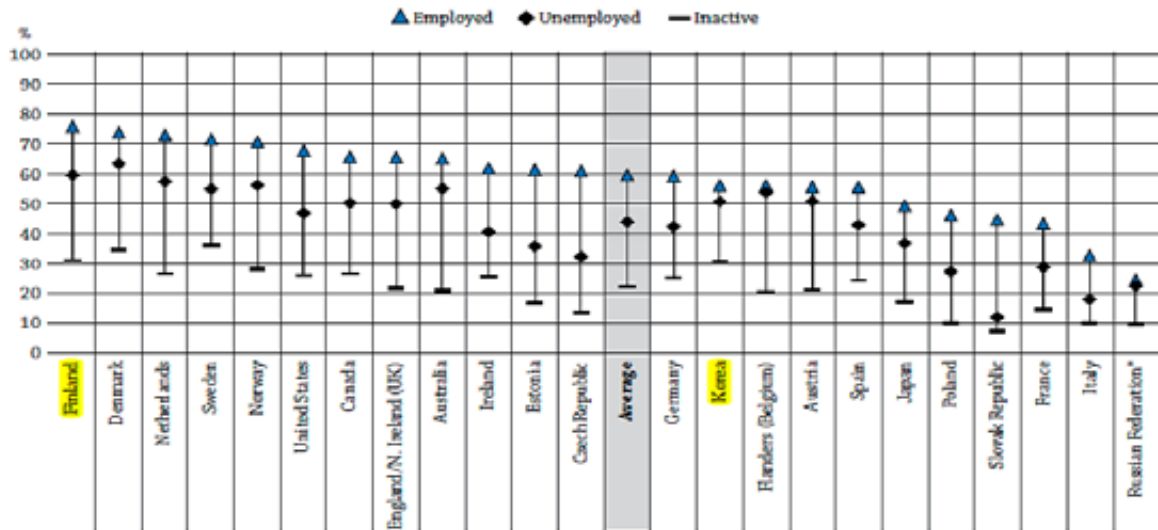 Employed Unemployed Inactive
%
100
90
80
70
60
50
40
30
20
10
0
Finland
Denmark
Netherlands
Sweden
Norway
United States
Canada
England/N. Ireland (UK)
Australia
Ireland
Estonia
Czech Republic
Average
Germany
Korea
Flanders (Belgium)
Austria
Spain
Japan
Poland
Slovak Republic
France
Italy
Russian Federation*